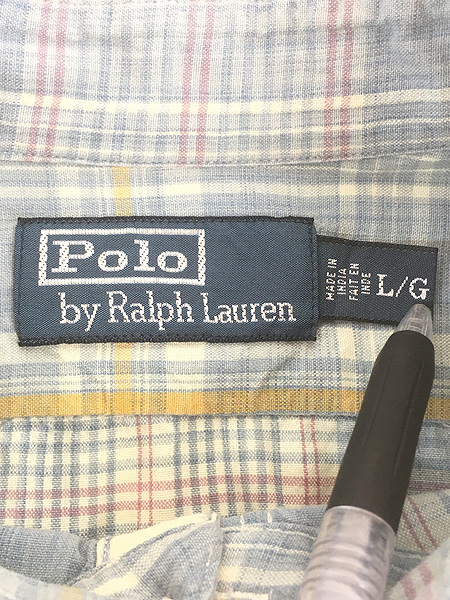 Polo
by Ralph Lauren
MADE IN
INDIA
FAIT EN
INDE
L/G